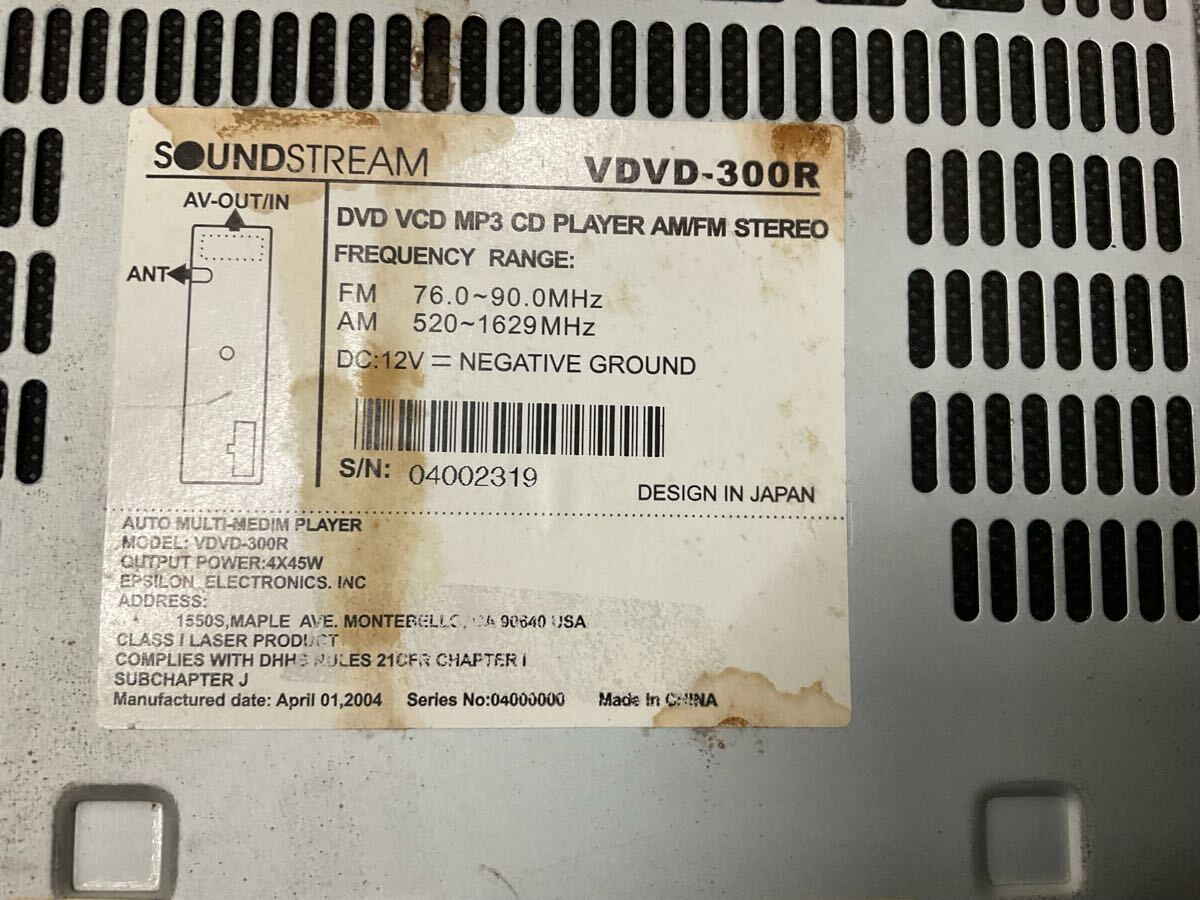 SOUNDSTREAM VDVD-300R
AV-OUT/IN
ANT
DVD VCD MP3 CD PLAYER AM/FM STEREO
FREQUENCY RANGE:
FM 76.0~90.0MHz
AM 520~1629MHz
DC:12V ⎓ NEGATIVE GROUND
S/N: 04002319
DESIGN IN JAPAN
AUTO MULTI-MEDIM PLAYER
MODEL: VDVD-300R
OUTPUT POWER:4X45W
EPSILON ELECTRONICS. INC
ADDRESS:
1550S,MAPLE AVE. MONTEBELLO, CA 90640 USA
CLASS I LASER PRODUCT
COMPLIES WITH DHHS RULES 21CFR CHAPTER I
SUBCHAPTER J
Manufactured date: April 01,2004 Series No:04000000 Made In CHINA